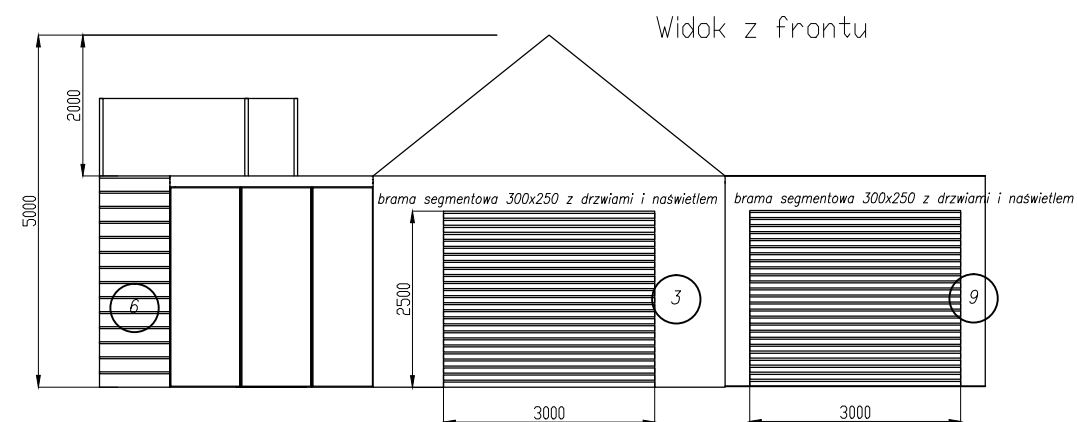 Widok z frontu
2000
5000
brama segmentowa 300x250 z drzwiami i naświetlem
brama segmentowa 300x250 z drzwiami i naświetlem
2500
6
3
9
3000
3000